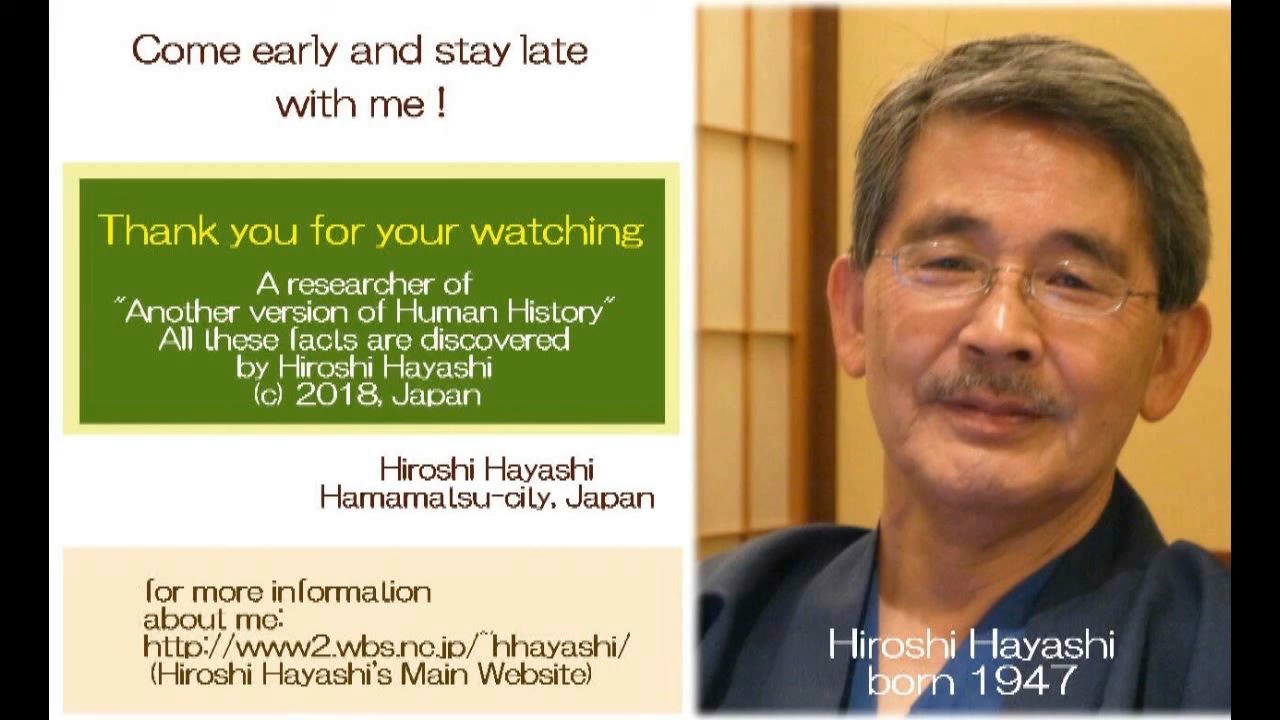 Come early and stay late
with me !
Thank you for your watching
A researcher of
"Another version of Human History"
All these facts are discovered
by Hiroshi Hayashi
(c) 2018, Japan
Hiroshi Hayashi
Hamamatsu-city, Japan
for more information
about me:
http://www2.wbs.ne.jp/~hhayashi/
(Hiroshi Hayashi's Main Website)
Hiroshi Hayashi
born 1947